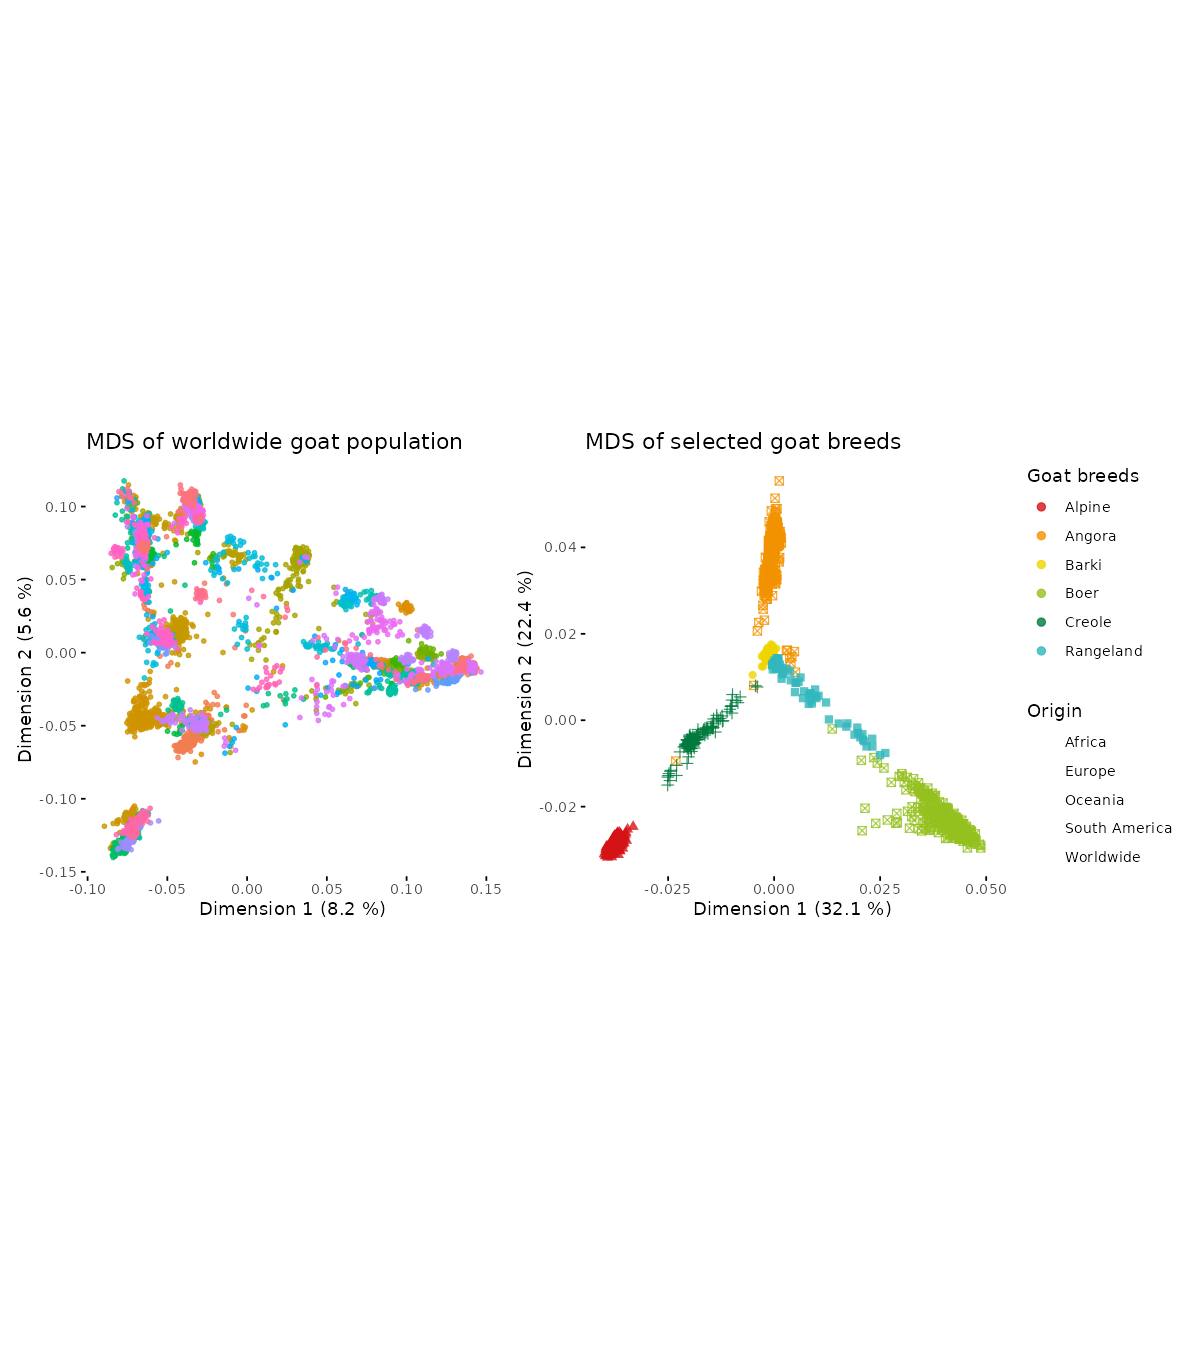 MDS of worldwide goat population
Dimension 2 (5.6 %)
0.10
0.05
0.00
-0.05
-0.10
-0.15
-0.10
-0.05
0.00
0.05
0.10
0.15
Dimension 1 (8.2 %)
MDS of selected goat breeds
Dimension 2 (22.4 %)
0.04
0.02
0.00
-0.02
-0.025
0.000
0.025
0.050
Dimension 1 (32.1 %)
Goat breeds
Alpine
Angora
Barki
Boer
Creole
Rangeland
Origin
Africa
Europe
Oceania
South America
Worldwide